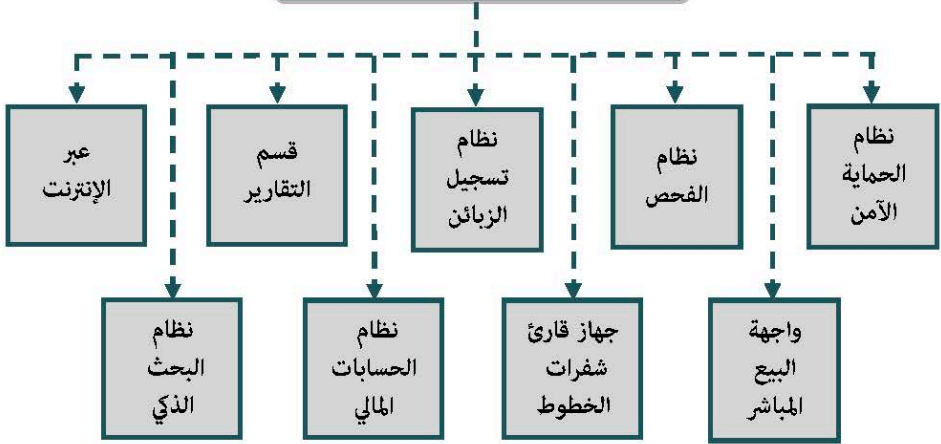 نظام
الحماية
الآمن
نظام
الفحص
نظام
تسجيل
الزبائن
قسم
التقارير
عبر
الإنترنت
واجهة
البيع
المباشر
جهاز قارئ
شفرات
الخطوط
نظام
الحسابات
المالي
نظام
البحث
الذكي